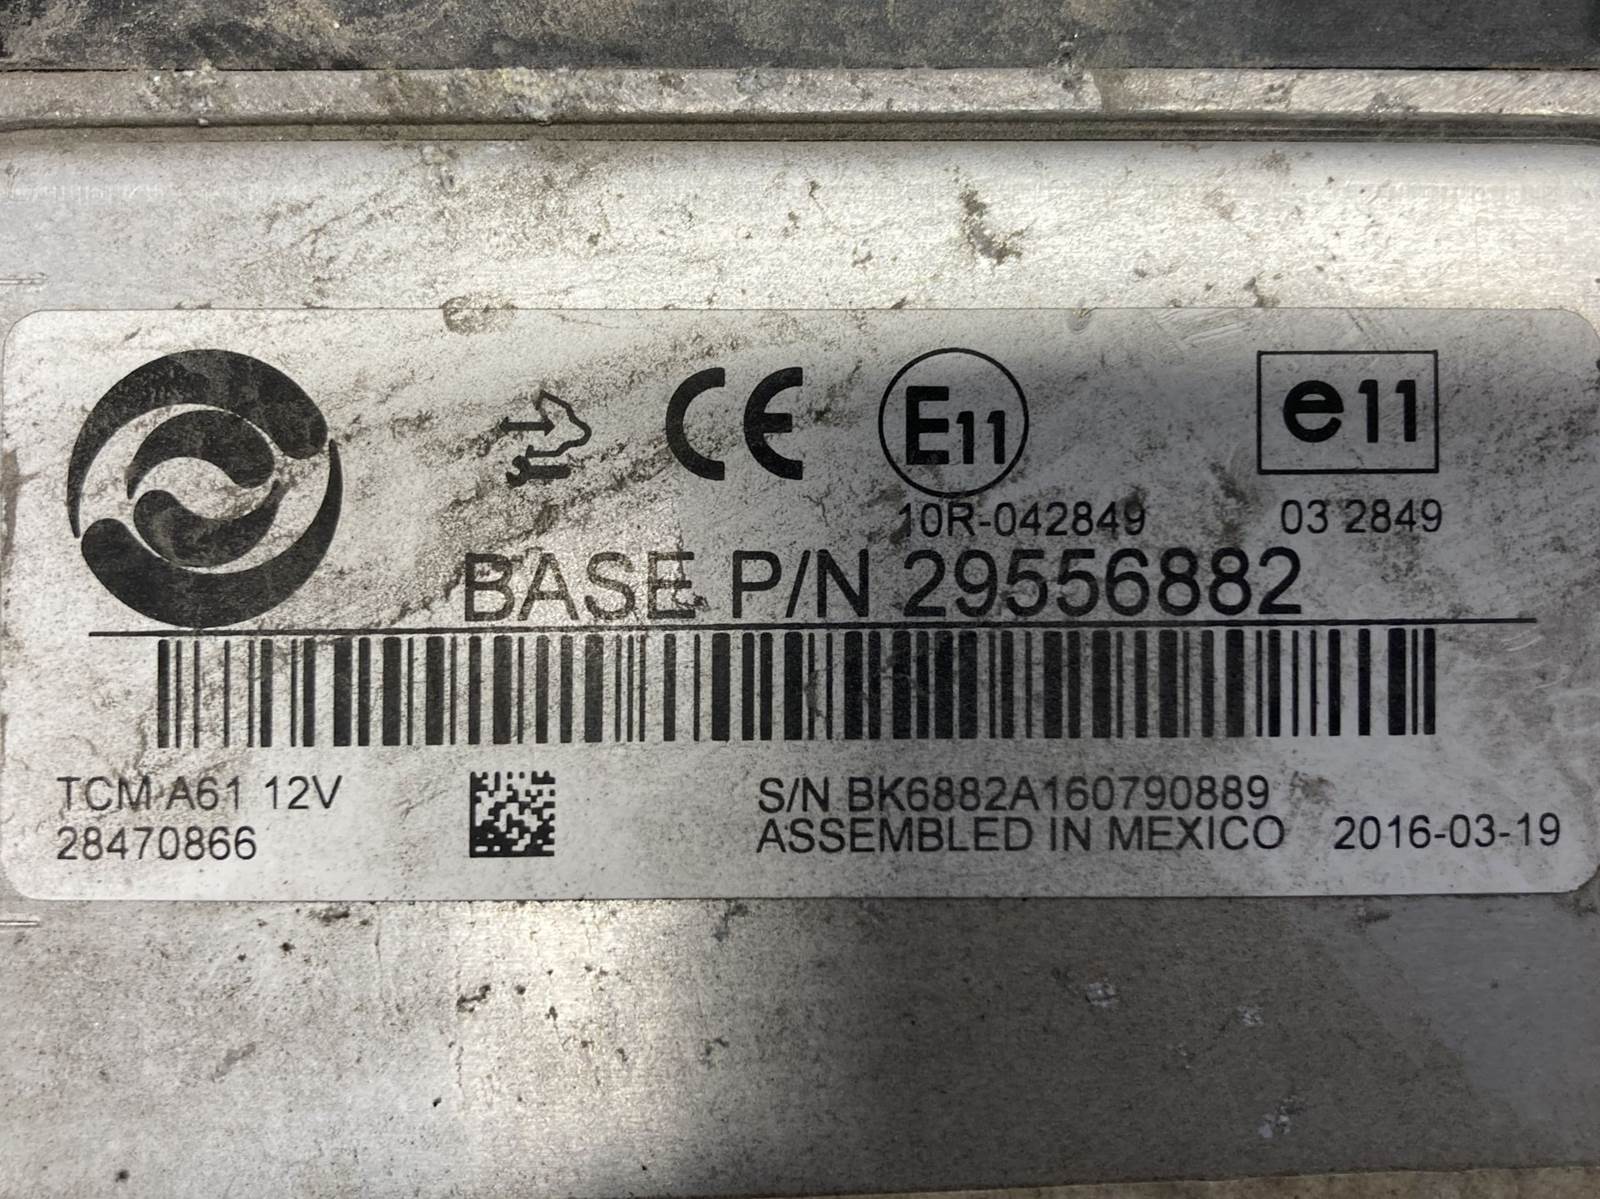 CE E11 e11
10R-042849 03 2849
BASE P/N 29556882
TCM A61 12V
28470866
S/N BK6882A160790889
ASSEMBLED IN MEXICO 2016-03-19